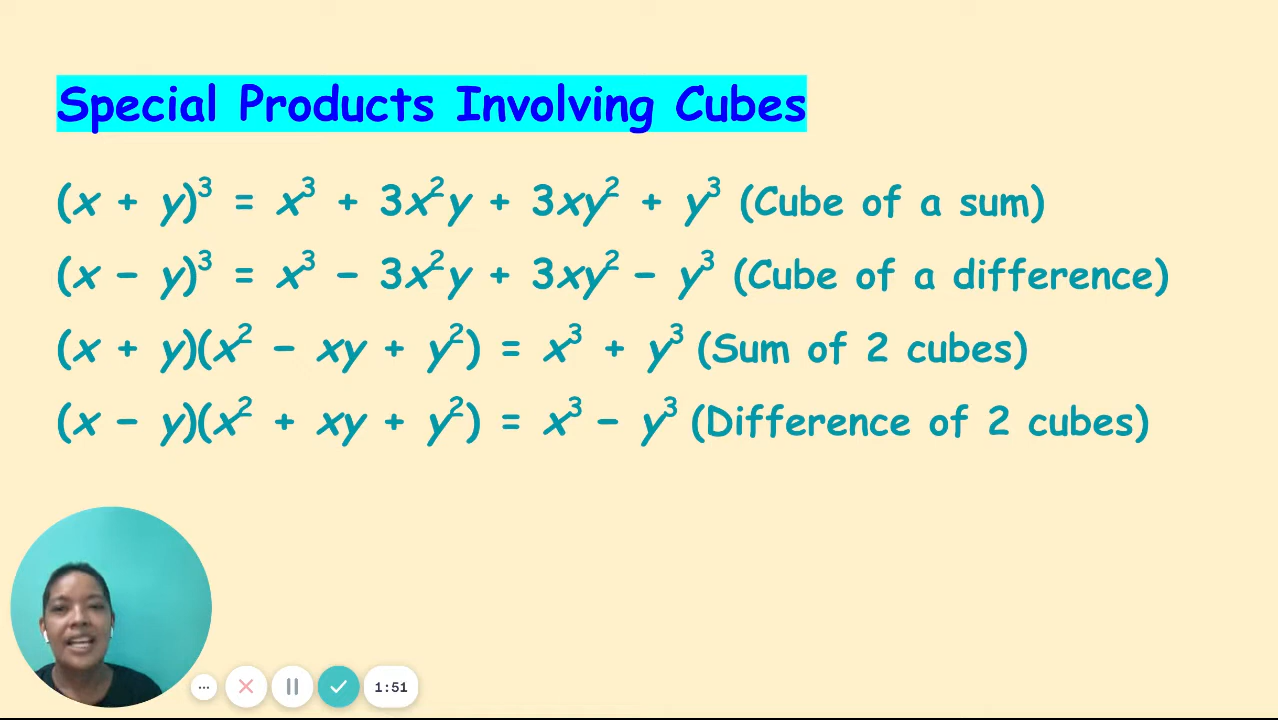 Special Products Involving Cubes
(x + y)³ = x³ + 3x²y + 3xy² + y³ (Cube of a sum)
(x − y)³ = x³ − 3x²y + 3xy² − y³ (Cube of a difference)
(x + y)(x² − xy + y²) = x³ + y³ (Sum of 2 cubes)
(x − y)(x² + xy + y²) = x³ − y³ (Difference of 2 cubes)
1:51